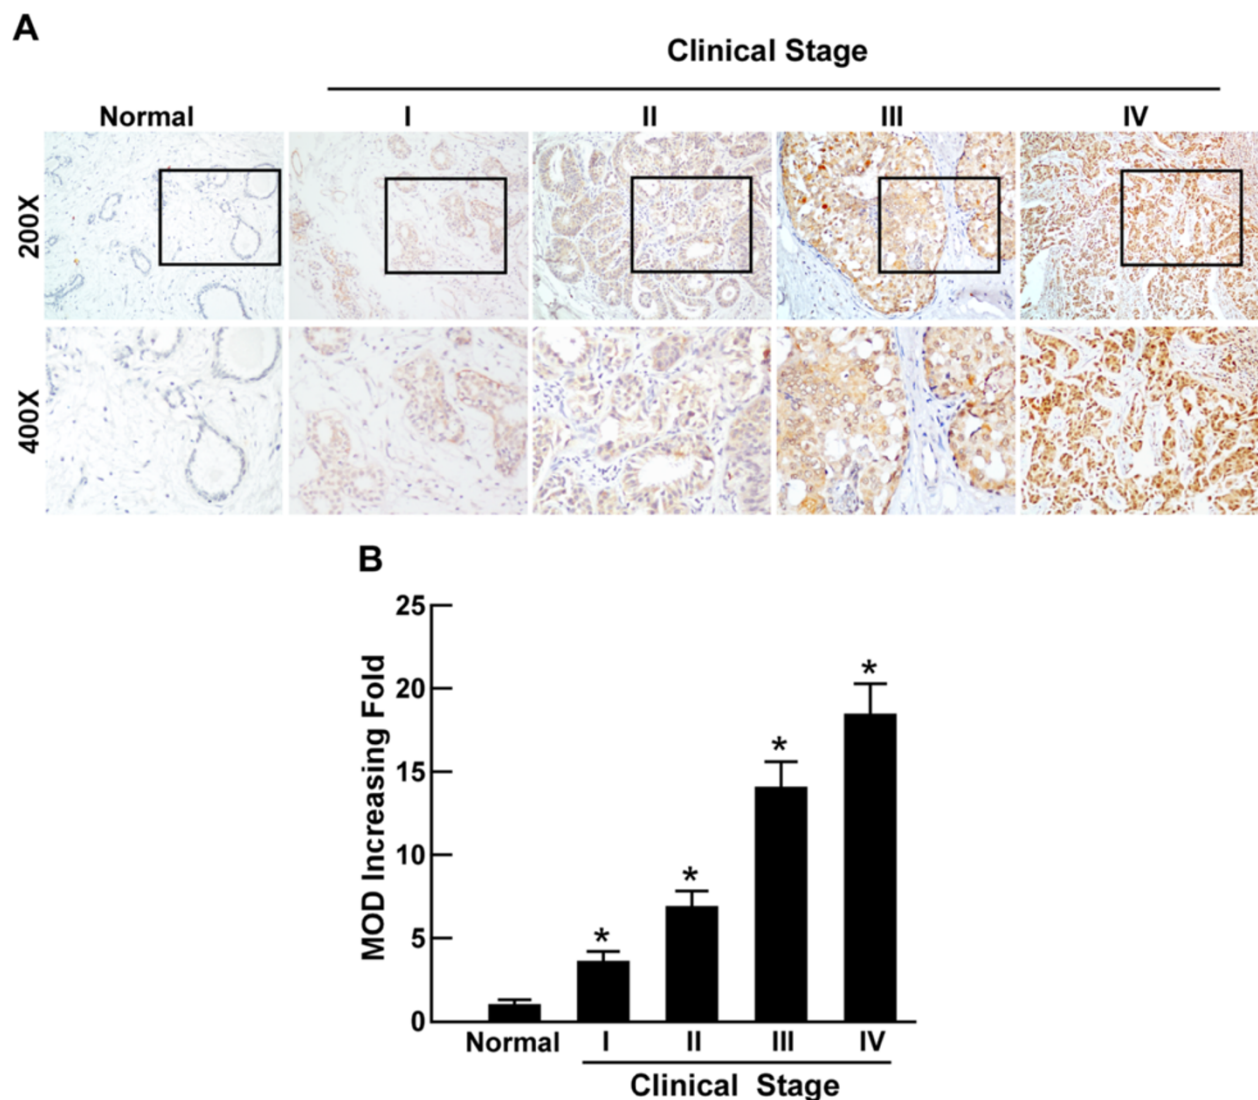 A
Clinical Stage
Normal I II III IV
200X
400X
B
MOD Increasing Fold
25
20
15
10
5
0
*
*
*
*
Normal I II III IV
Clinical Stage